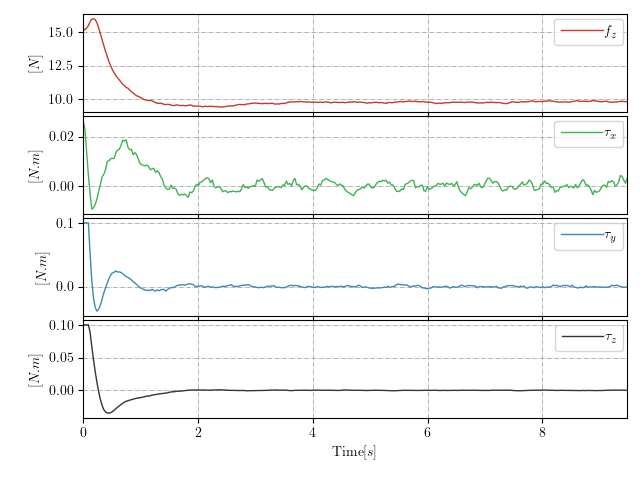 15.0
12.5
10.0
[N]
f_z
0.02
0.00
[N.m]
τ_x
0.1
0.0
[N.m]
τ_y
0.10
0.05
0.00
[N.m]
τ_z
0 2 4 6 8
Time[s]